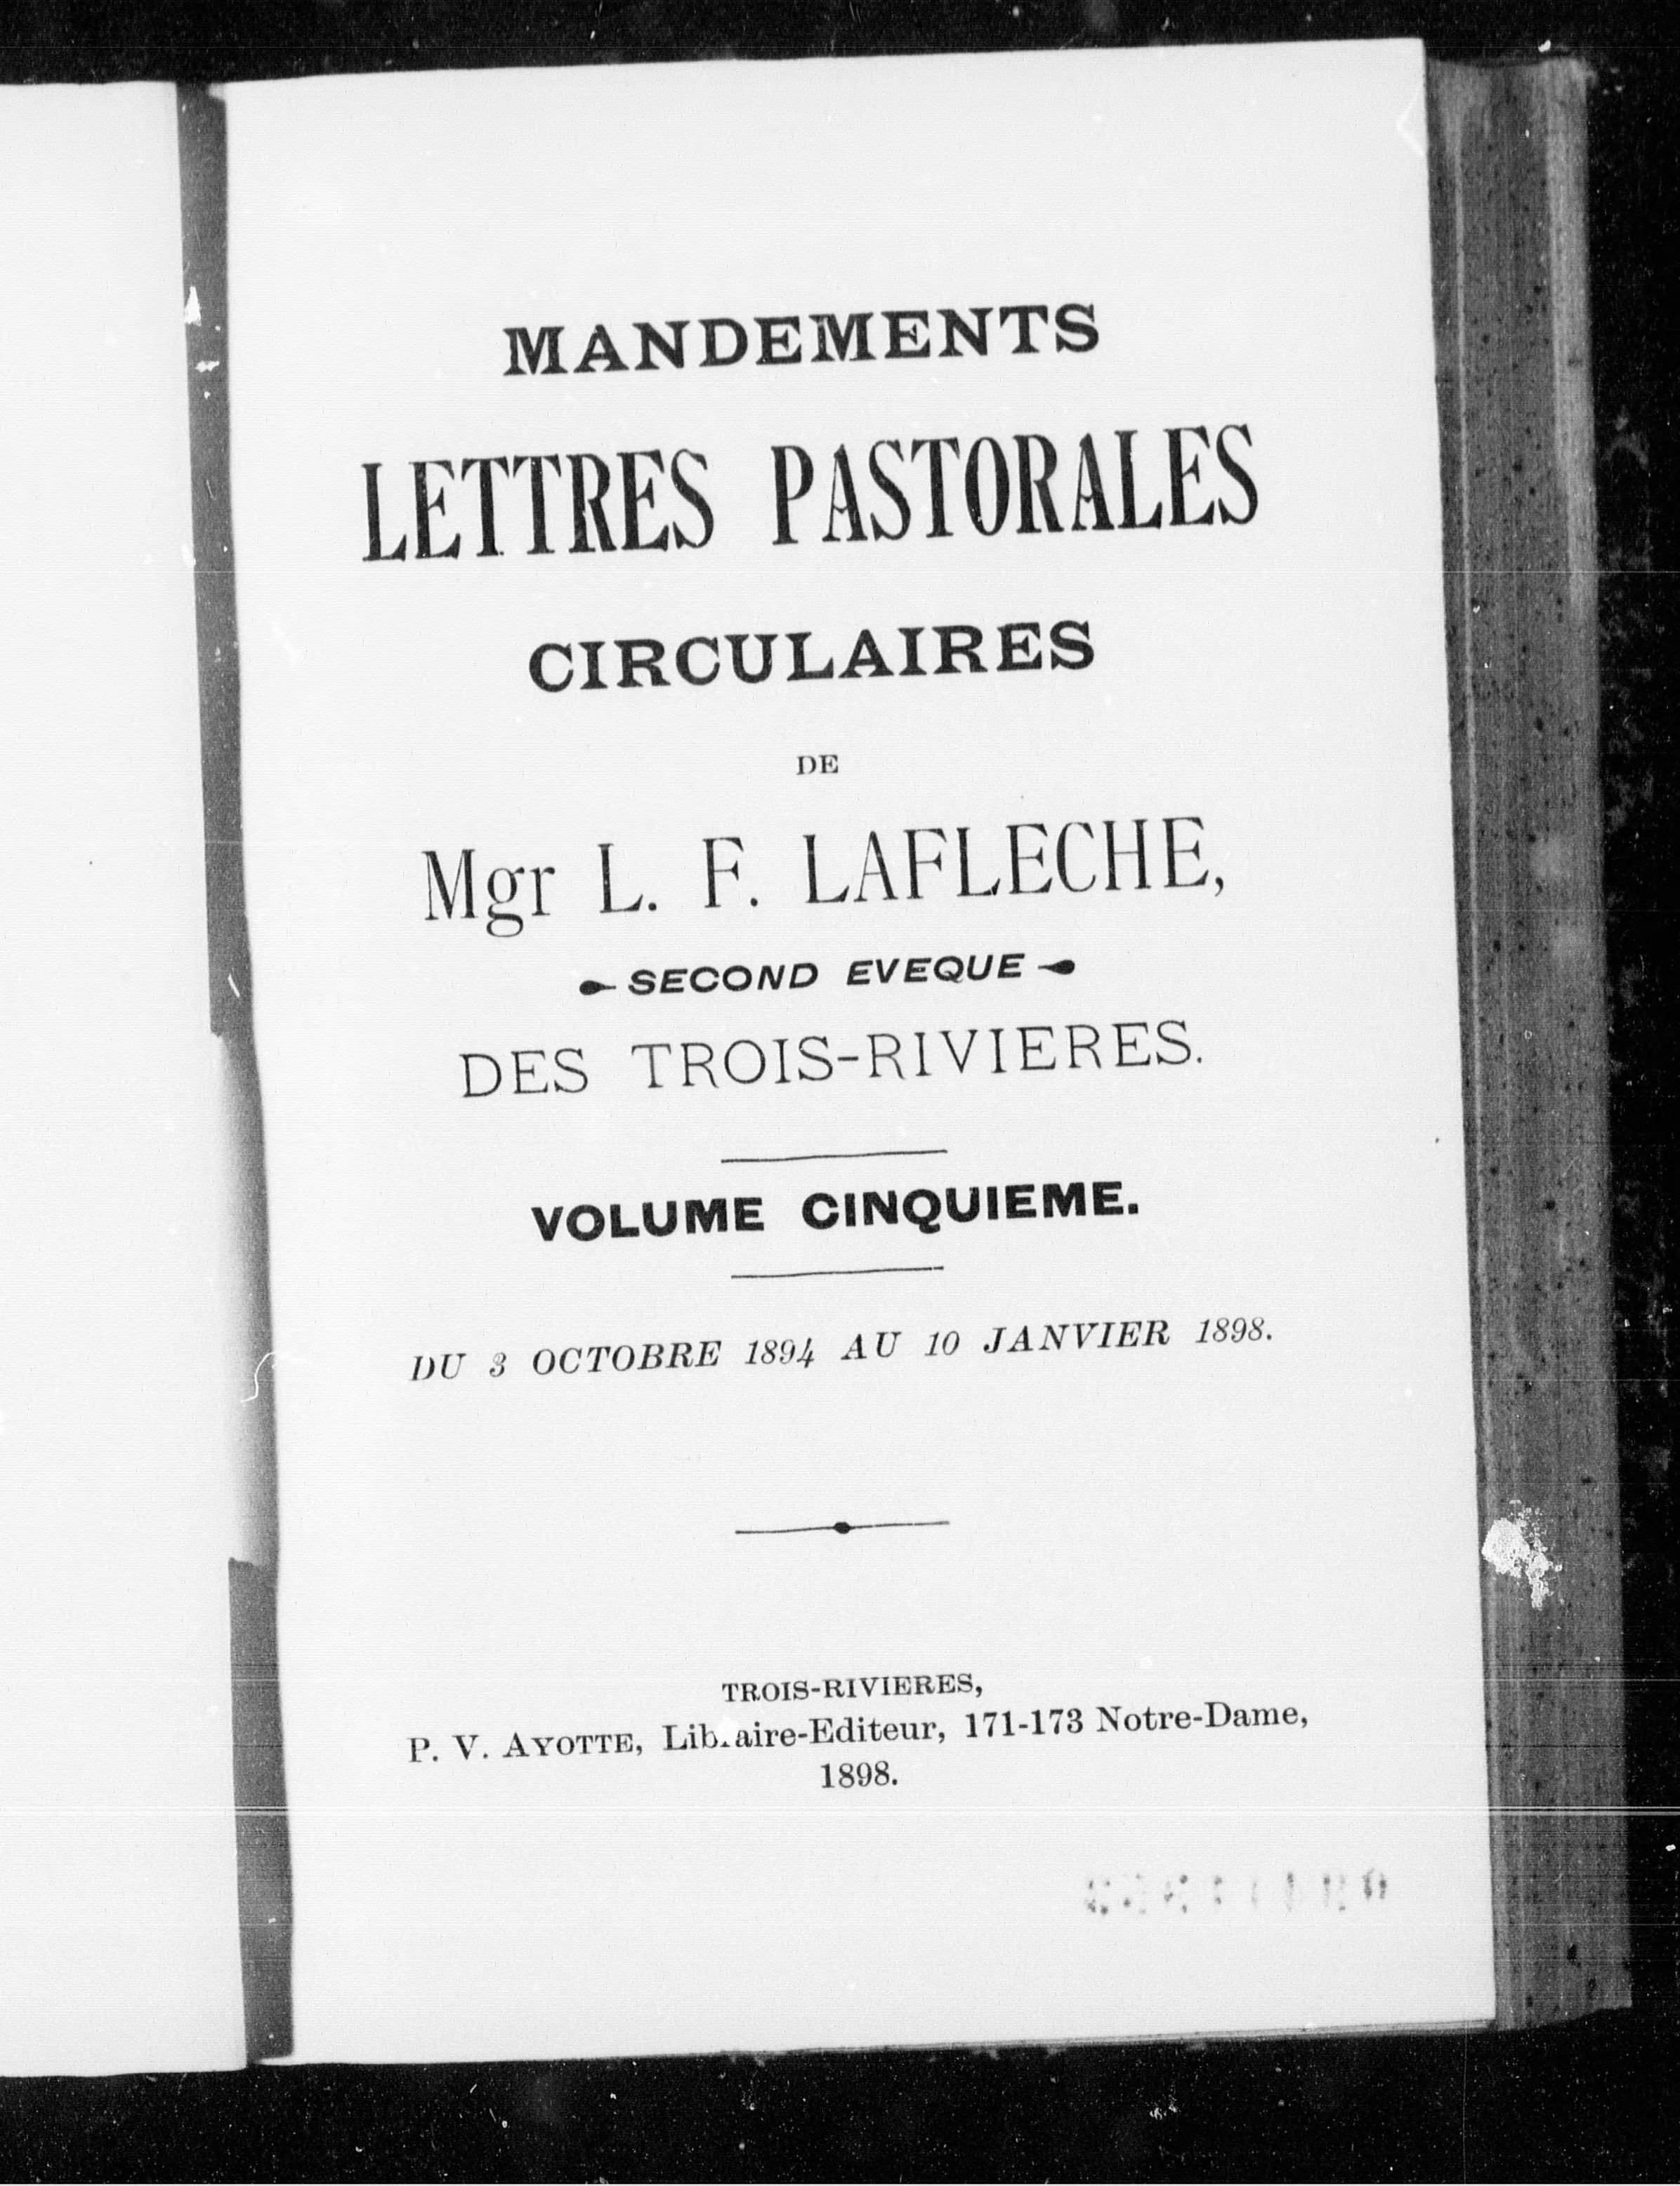 MANDEMENTS
LETTRES PASTORALES
CIRCULAIRES
DE
Mgr L. F. LAFLECHE,
SECOND EVEQUE
DES TROIS-RIVIERES.
VOLUME CINQUIEME.
DU 3 OCTOBRE 1894 AU 10 JANVIER 1898.
TROIS-RIVIERES,
P. V. AYOTTE, Libraire-Editeur, 171-173 Notre-Dame,
1898.